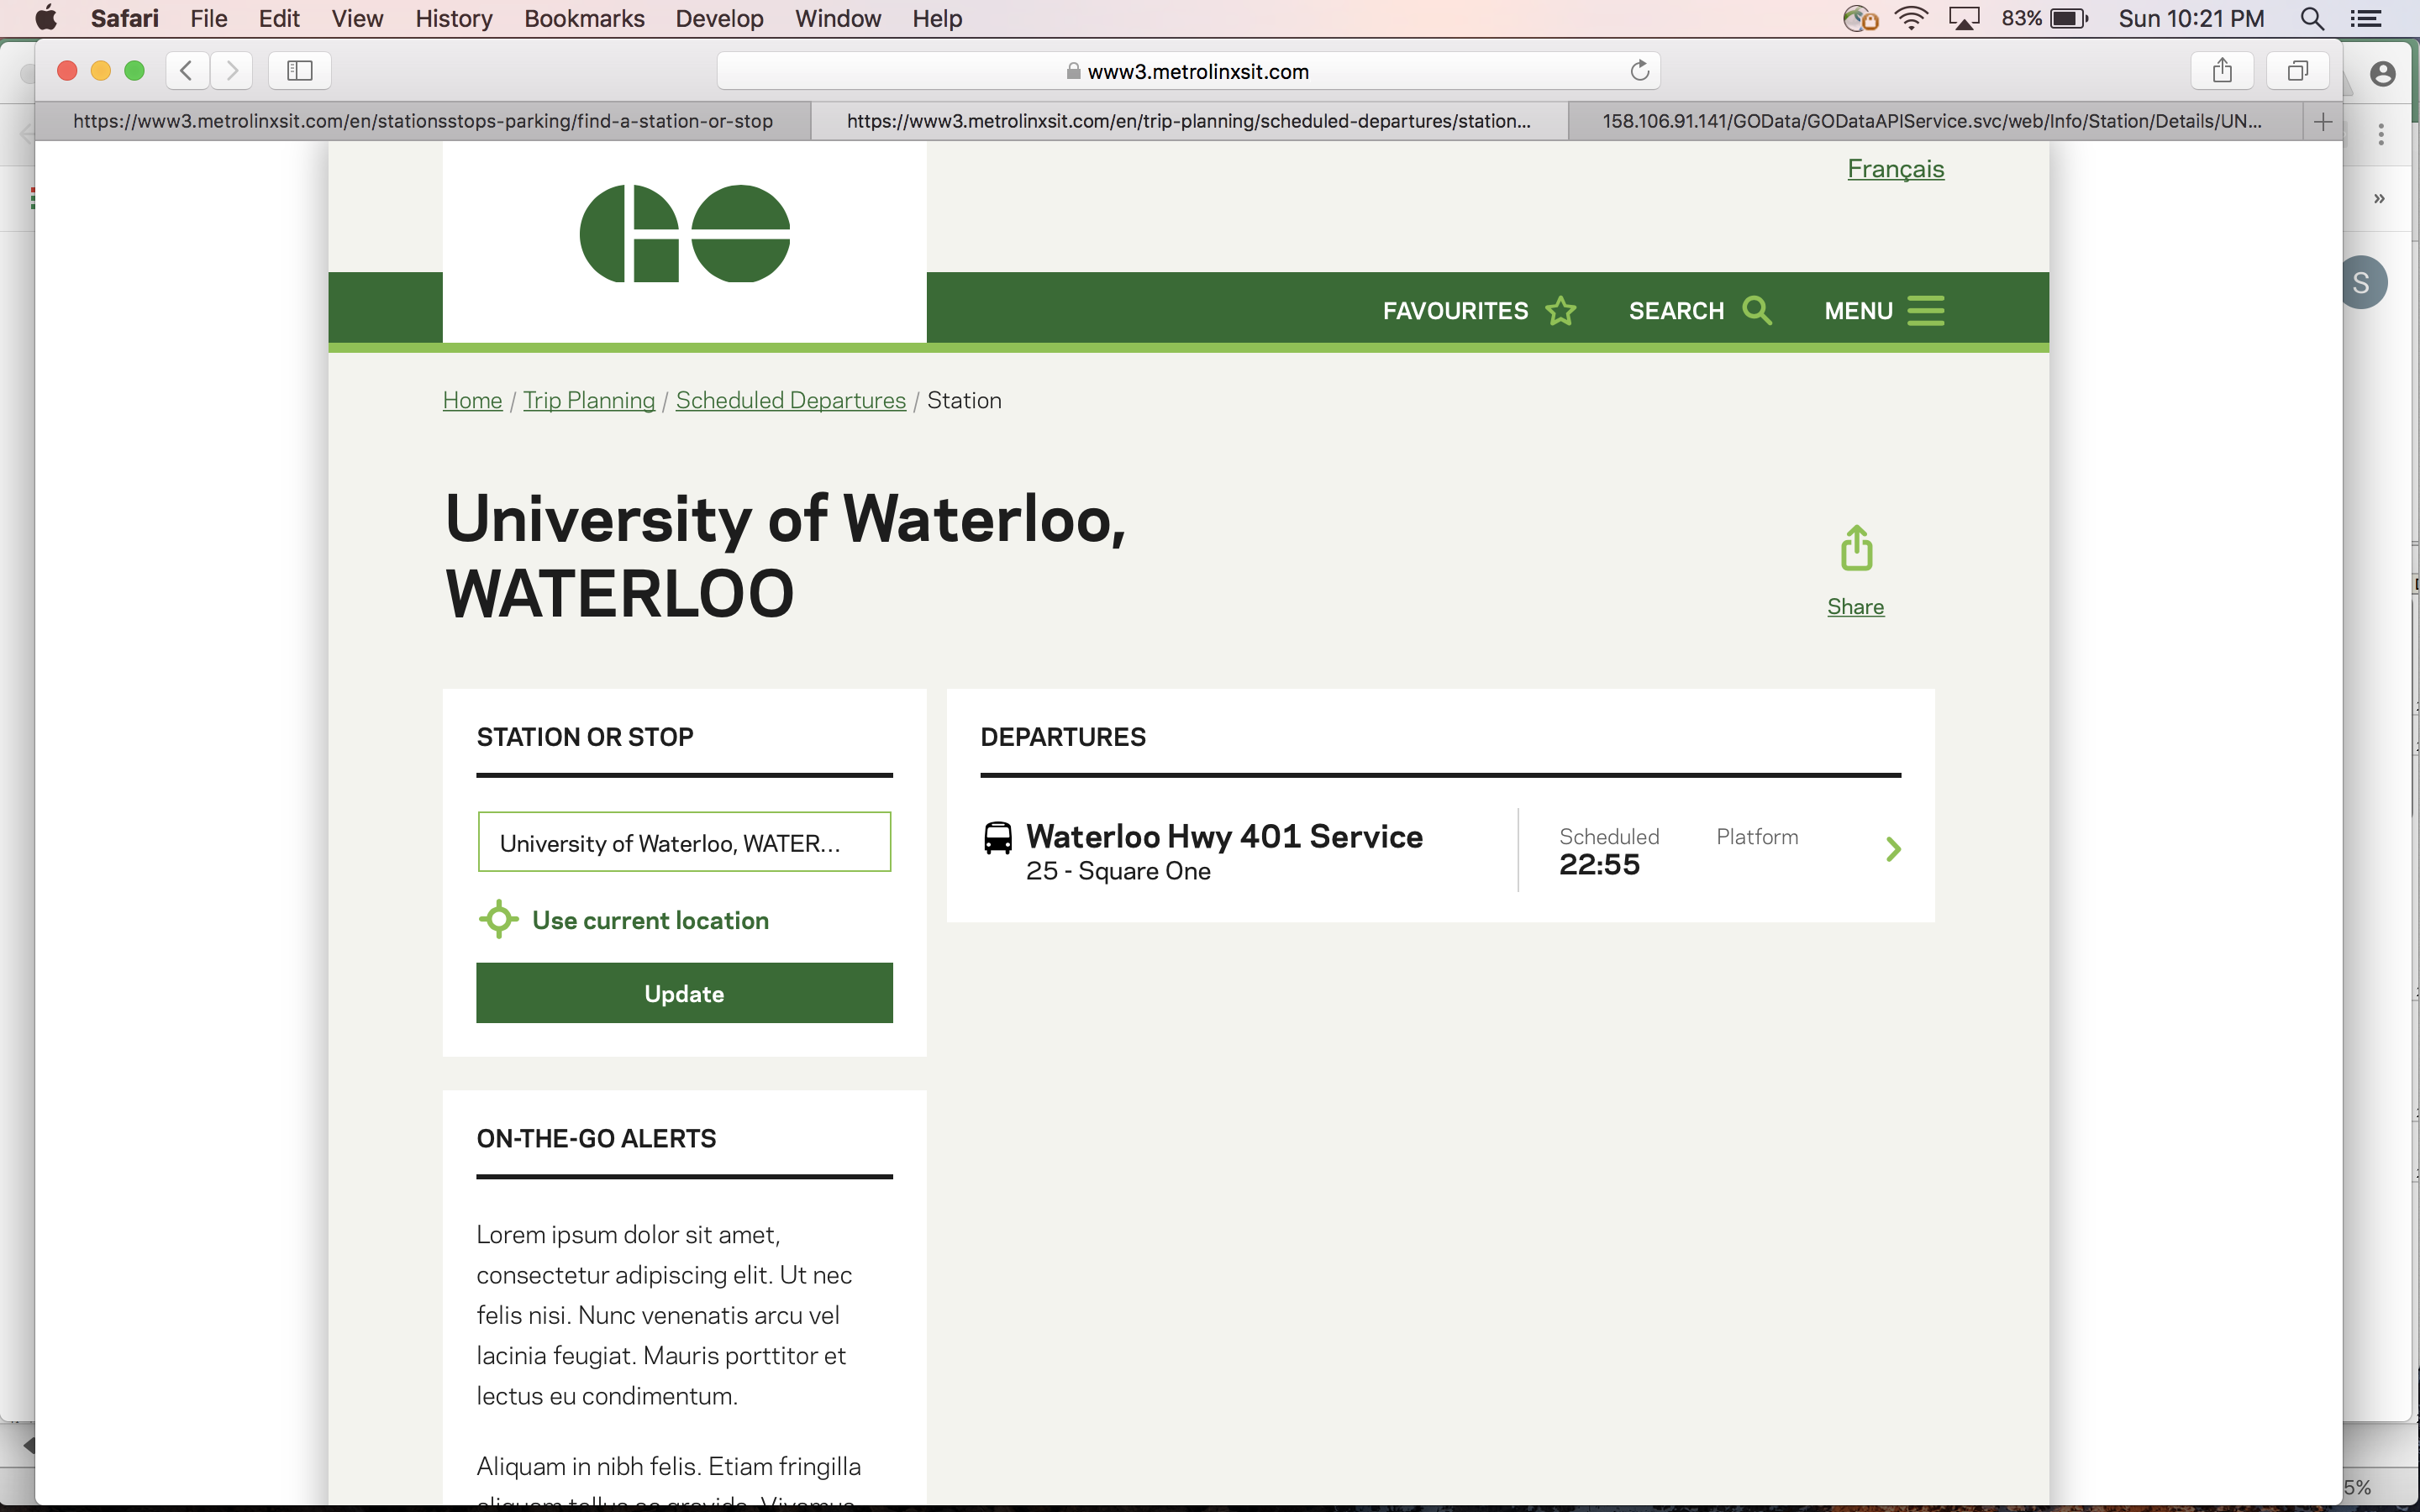 Safari File Edit View History Bookmarks Develop Window Help 83% Sun 10:21 PM
www3.metrolinxsit.com
https://www3.metrolinxsit.com/en/stationsstops-parking/find-a-station-or-stop https://www3.metrolinxsit.com/en/trip-planning/scheduled-departures/station... 158.106.91.141/GOData/GODataAPIService.svc/web/Info/Station/Details/UN...
»
Français
GO
S
FAVOURITES SEARCH MENU
Home / Trip Planning / Scheduled Departures / Station
University of Waterloo,
WATERLOO
Share
STATION OR STOP
University of Waterloo, WATER...
Use current location
Update
DEPARTURES
Waterloo Hwy 401 Service
25 - Square One
Scheduled Platform
22:55
ON-THE-GO ALERTS
Lorem ipsum dolor sit amet,
consectetur adipiscing elit. Ut nec
felis nisi. Nunc venenatis arcu vel
lacinia feugiat. Mauris porttitor et
lectus eu condimentum.
Aliquam in nibh felis. Etiam fringilla
5%